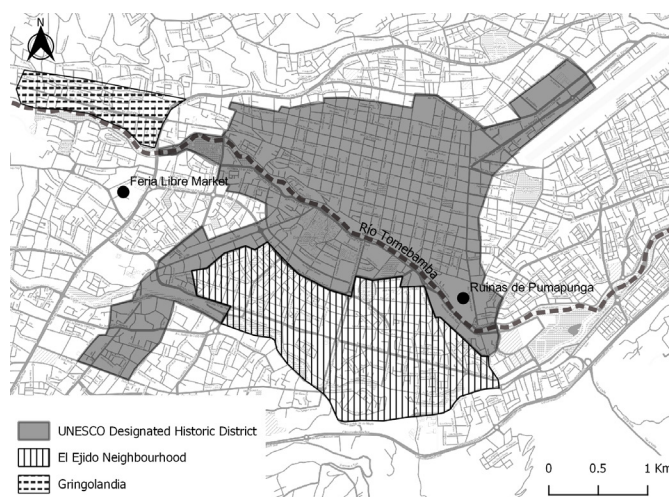 N
Feria Libre Market
Rio Tomebamba
Ruinas de Pumapunga
UNESCO Designated Historic District
El Ejido Neighbourhood
Gringolandia
0 0.5 1 Km